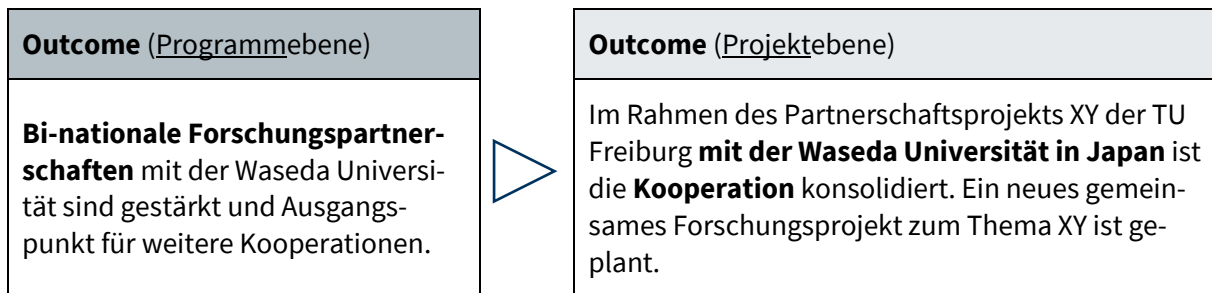 Outcome (Programmebene)
Bi-nationale Forschungspartner-
schaften mit der Waseda Universi-
tät sind gestärkt und Ausgangs-
punkt für weitere Kooperationen.
Outcome (Projektebene)
Im Rahmen des Partnerschaftsprojekts XY der TU
Freiburg mit der Waseda Universität in Japan ist
die Kooperation konsolidiert. Ein neues gemein-
sames Forschungsprojekt zum Thema XY ist ge-
plant.